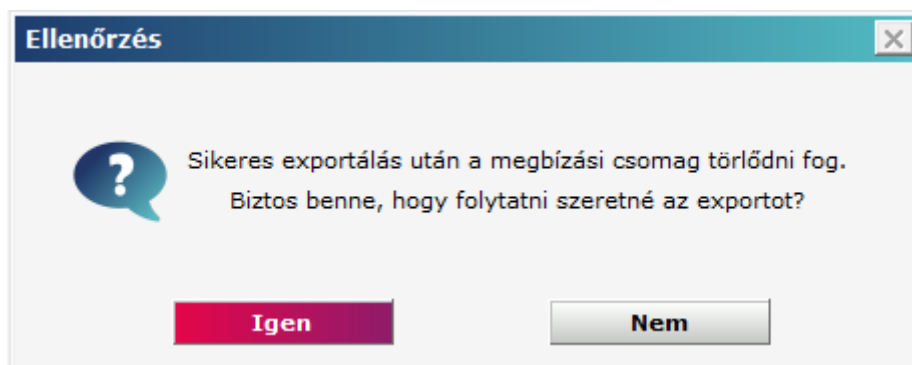 Ellenőrzés
Sikeres exportálás után a megbízási csomag törlődni fog.
Biztos benne, hogy folytatni szeretné az exportot?
Igen
Nem